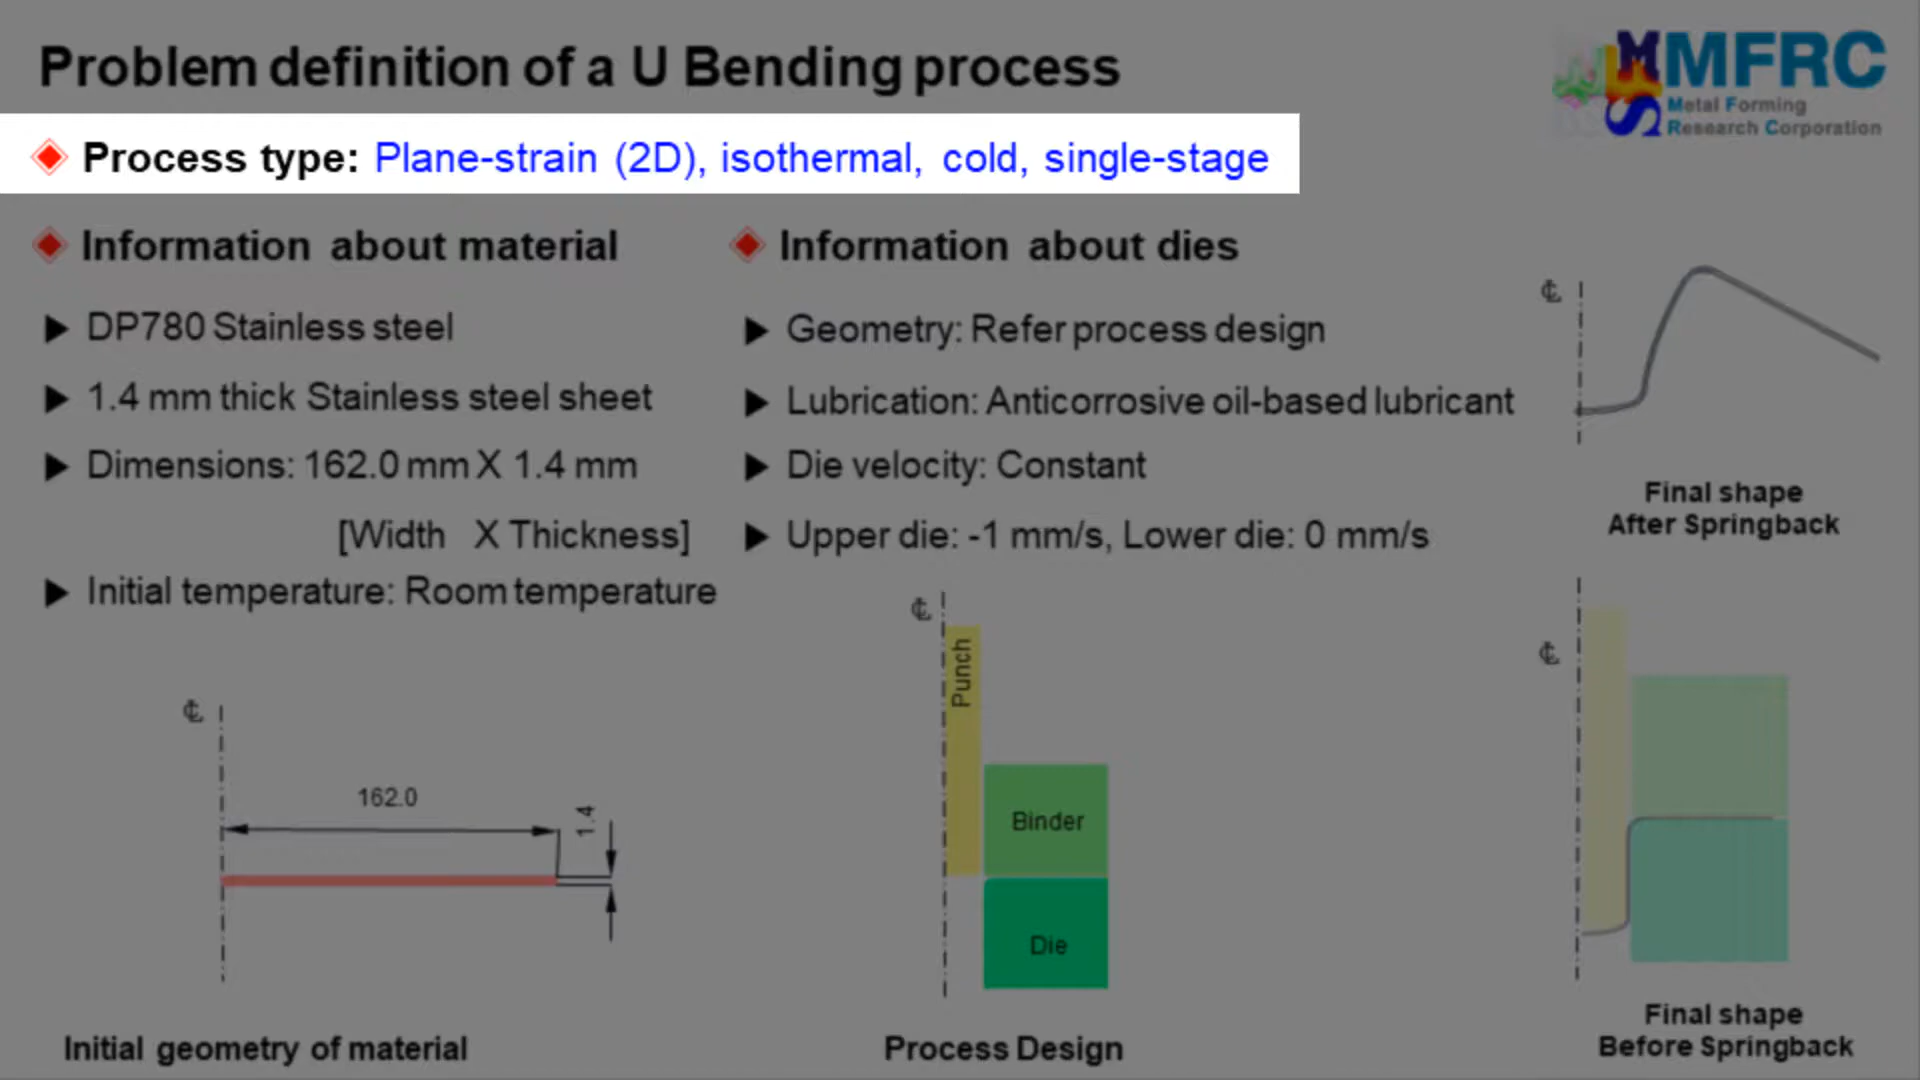 Problem definition of a U Bending process
MFRC
Metal Forming
Research Corporation
Process type: Plane-strain (2D), isothermal, cold, single-stage
Information about material
DP780 Stainless steel
1.4 mm thick Stainless steel sheet
Dimensions: 162.0 mm X 1.4 mm
[Width X Thickness]
Initial temperature: Room temperature
Information about dies
Geometry: Refer process design
Lubrication: Anticorrosive oil-based lubricant
Die velocity: Constant
Upper die: -1 mm/s, Lower die: 0 mm/s
℄
Final shape
After Springback
℄
162.0
1.4
Initial geometry of material
℄
Punch
Binder
Die
Process Design
℄
Final shape
Before Springback